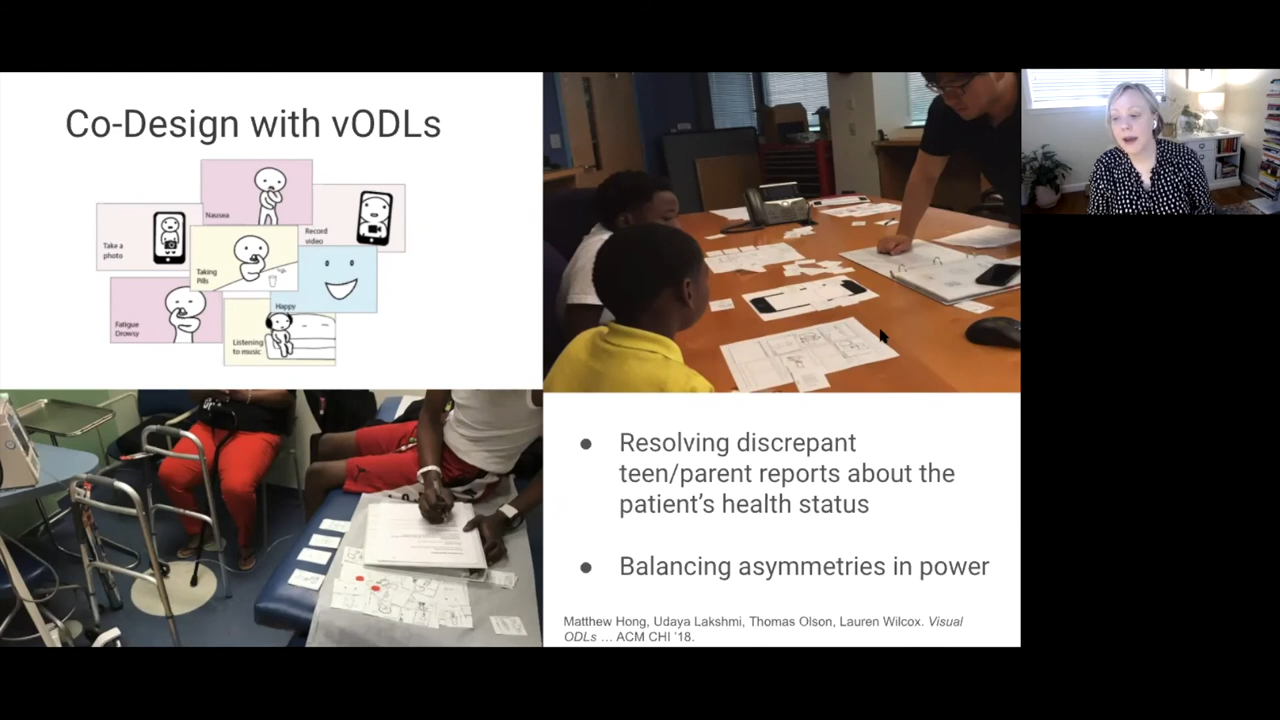 Co-Design with vODLs
Nausea
Take a
photo
Record
video
Taking
Pills
Happy
Fatigue
Drowsy
Listening
to music
● Resolving discrepant
teen/parent reports about the
patient's health status
● Balancing asymmetries in power
Matthew Hong, Udaya Lakshmi, Thomas Olson, Lauren Wilcox. Visual
ODLs ... ACM CHI '18.